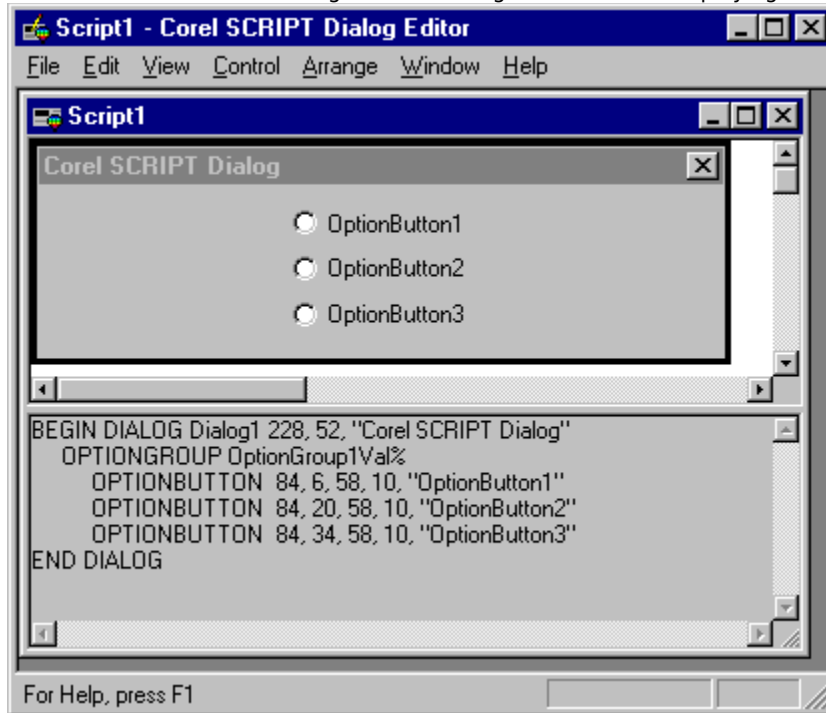 Script1 - Corel SCRIPT Dialog Editor
File Edit View Control Arrange Window Help
Script1
Corel SCRIPT Dialog
OptionButton1
OptionButton2
OptionButton3
BEGIN DIALOG Dialog1 228, 52, "Corel SCRIPT Dialog"
OPTIONGROUP OptionGroup1Val%
OPTIONBUTTON 84, 6, 58, 10, "OptionButton1"
OPTIONBUTTON 84, 20, 58, 10, "OptionButton2"
OPTIONBUTTON 84, 34, 58, 10, "OptionButton3"
END DIALOG
For Help, press F1